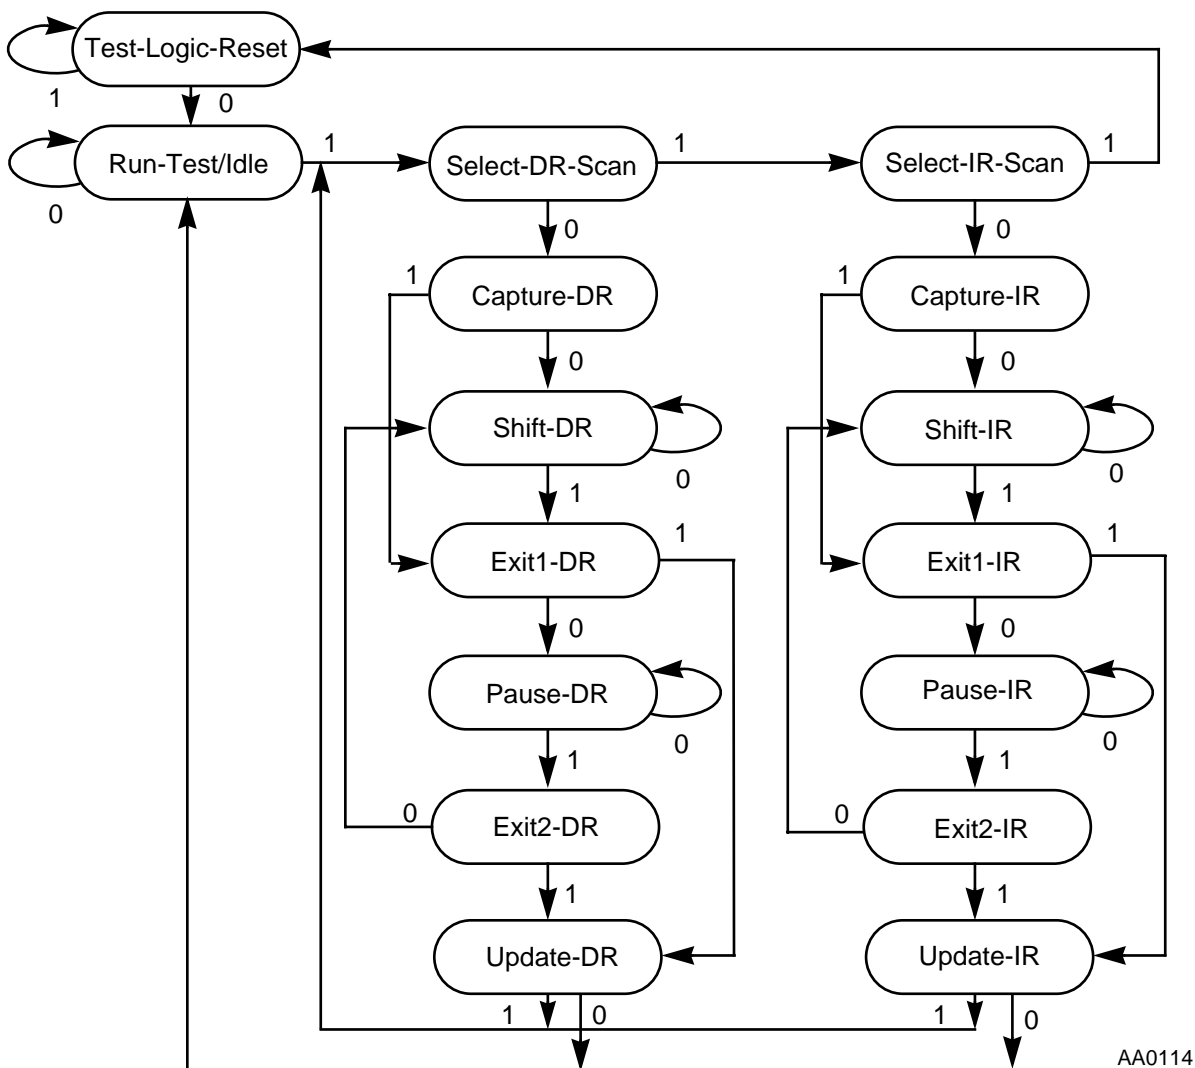 Test-Logic-Reset
1
0
Run-Test/Idle
0
1
Select-DR-Scan
1
Select-IR-Scan
1
0
0
1
Capture-DR
1
Capture-IR
0
0
Shift-DR
0
Shift-IR
0
1
1
Exit1-DR
1
Exit1-IR
1
0
0
Pause-DR
0
Pause-IR
0
1
1
0
Exit2-DR
0
Exit2-IR
1
1
Update-DR
Update-IR
1
0
1
0
AA0114